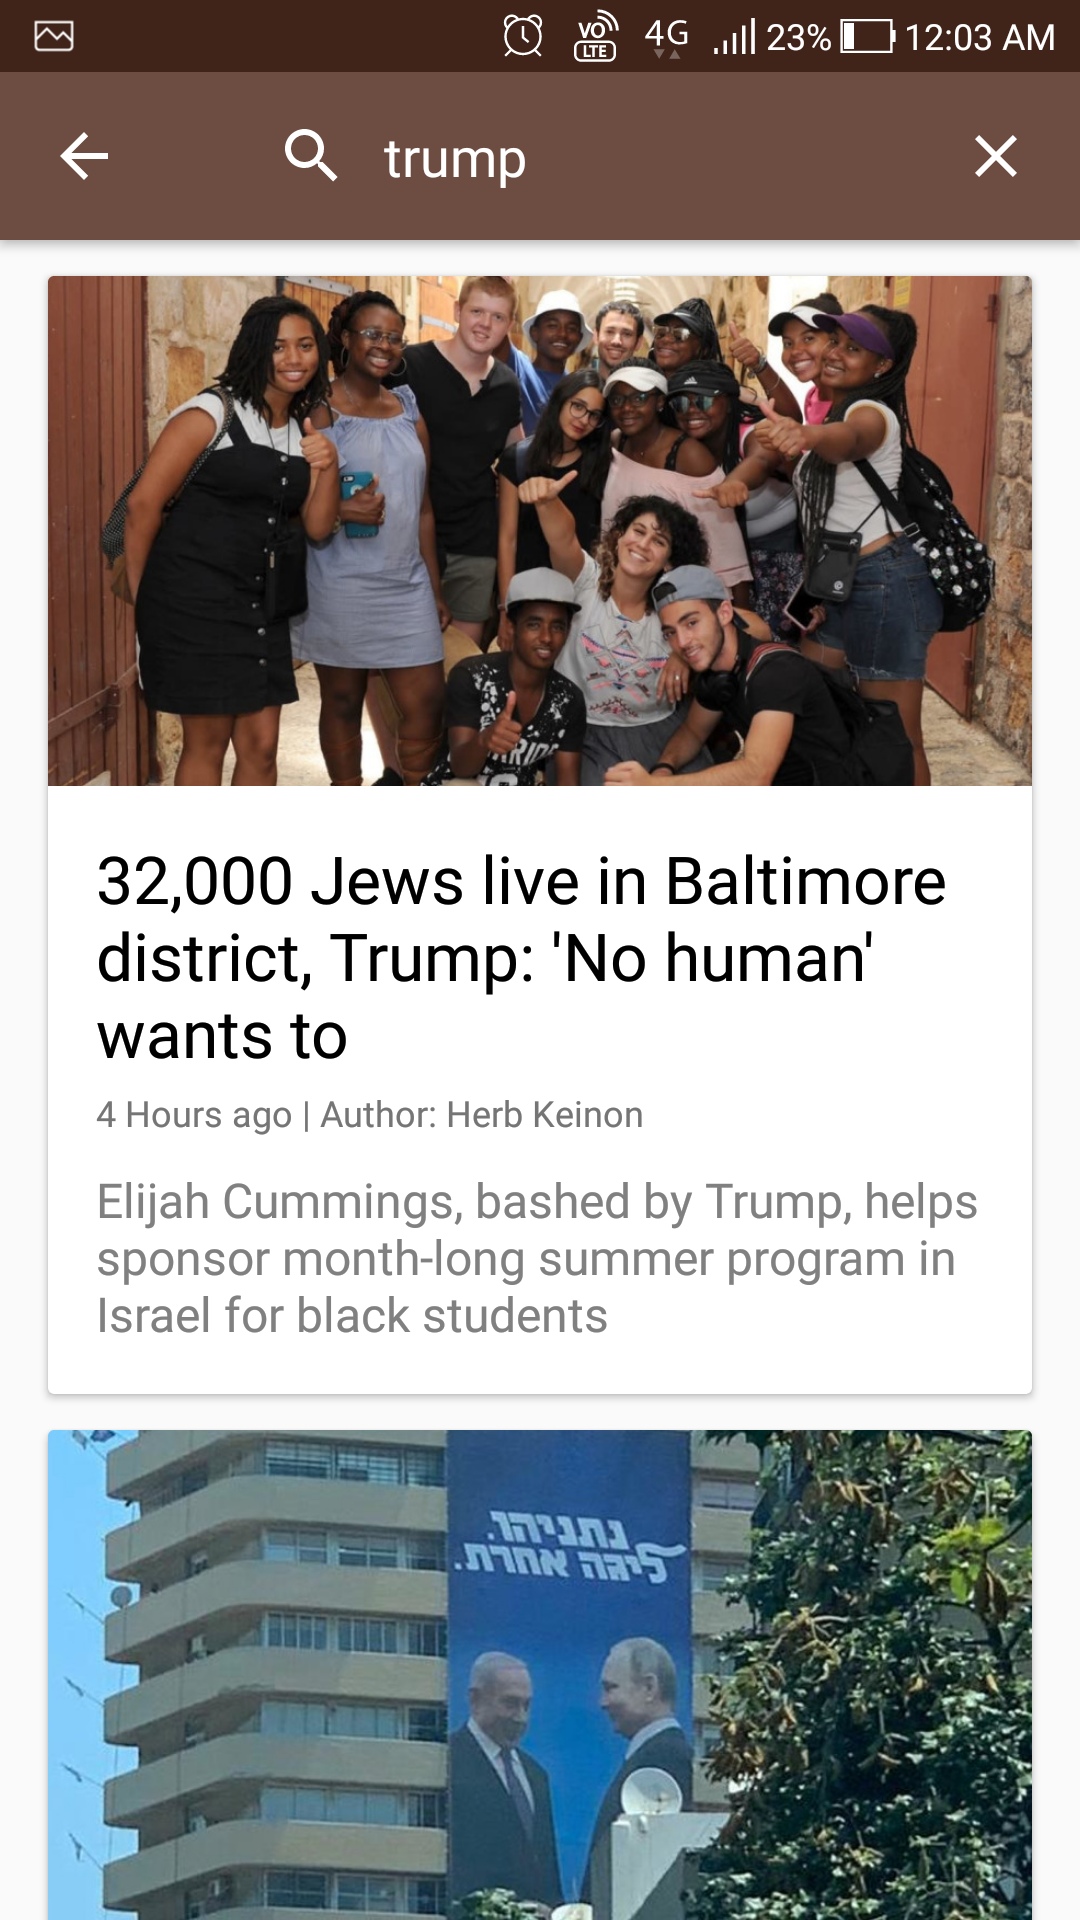 VO
LTE
4G
23%
12:03 AM
trump
32,000 Jews live in Baltimore
district, Trump: 'No human'
wants to
4 Hours ago | Author: Herb Keinon
Elijah Cummings, bashed by Trump, helps
sponsor month-long summer program in
Israel for black students
נתניהו.
ליגה אחרת.